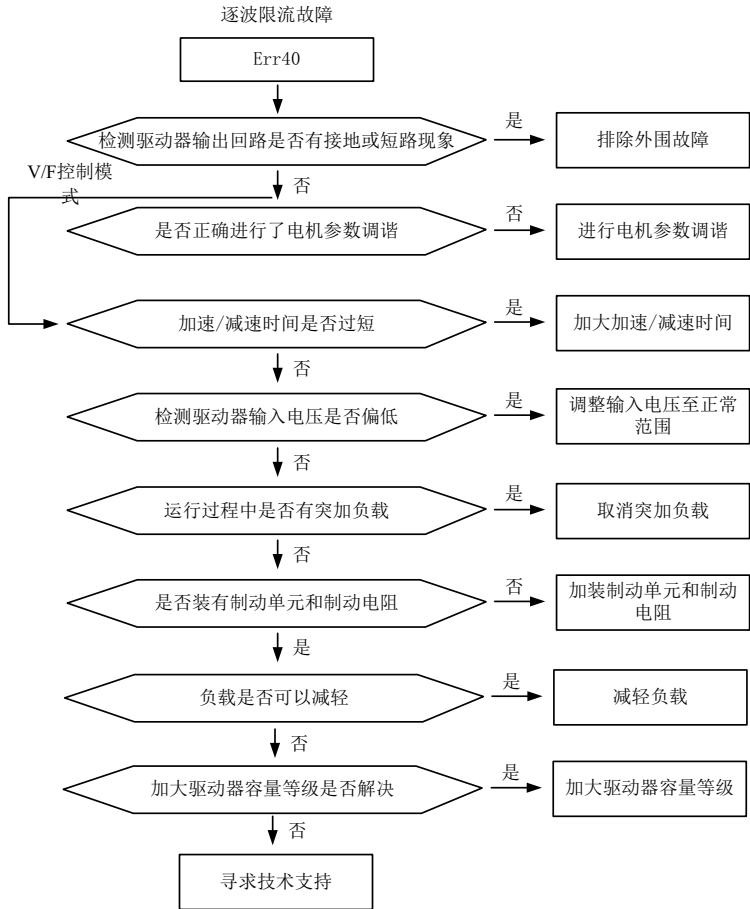 逐波限流故障
Err40
检测驱动器输出回路是否有接地或短路现象
是
排除外围故障
V/F控制模
式
否
是否正确进行了电机参数调谐
否
进行电机参数调谐
加速/减速时间是否过短
是
加大加速/减速时间
否
检测驱动器输入电压是否偏低
是
调整输入电压至正常
范围
否
运行过程中是否有突加负载
是
取消突加负载
否
是否装有制动单元和制动电阻
否
加装制动单元和制动
电阻
是
负载是否可以减轻
是
减轻负载
否
加大驱动器容量等级是否解决
是
加大驱动器容量等级
否
寻求技术支持